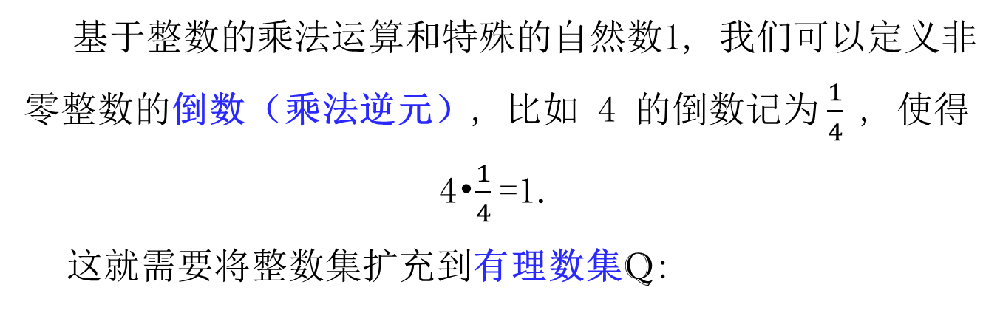 基于整数的乘法运算和特殊的自然数1, 我们可以定义非
零整数的倒数（乘法逆元）, 比如 4 的倒数记为 1/4 , 使得
4•1/4=1.
这就需要将整数集扩充到有理数集Q: